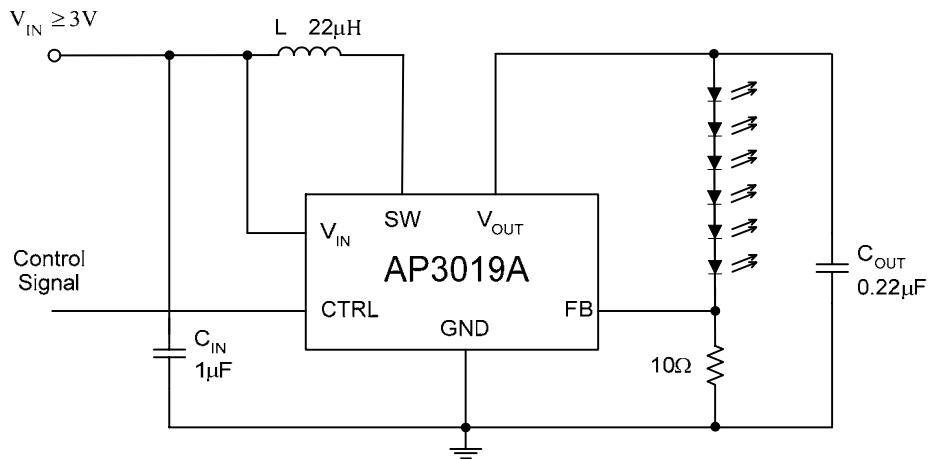 V_IN ≥ 3V
L 22μH
SW
V_OUT
V_IN
AP3019A
Control
Signal
CTRL
FB
GND
C_IN
1μF
10Ω
C_OUT
0.22μF